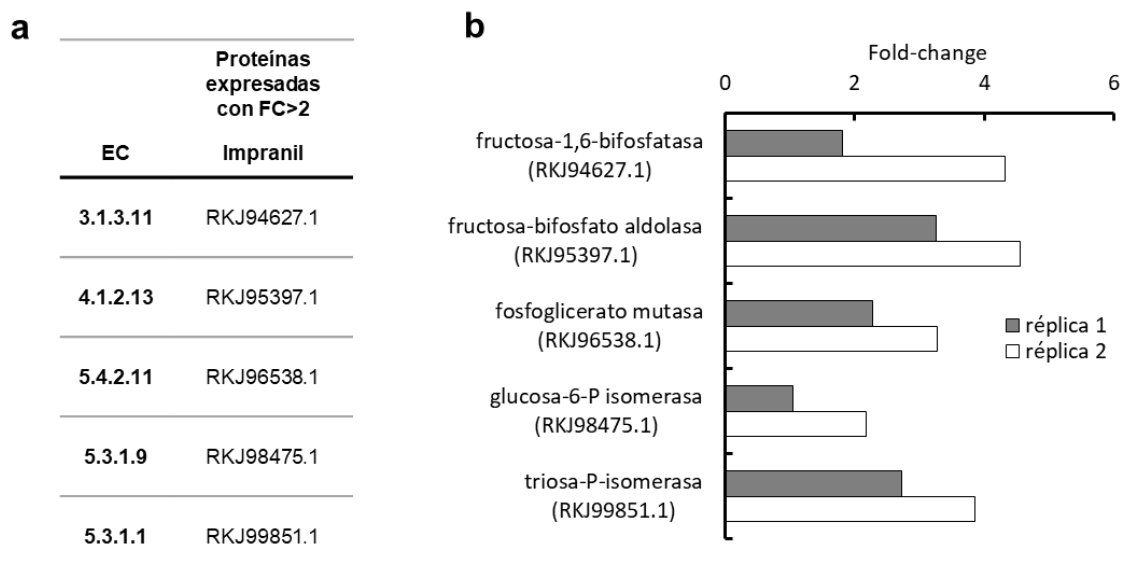 a
Proteínas
expresadas
con FC>2
EC Impranil
3.1.3.11 RKJ94627.1
4.1.2.13 RKJ95397.1
5.4.2.11 RKJ96538.1
5.3.1.9 RKJ98475.1
5.3.1.1 RKJ99851.1
b
Fold-change
0 2 4 6
fructosa-1,6-bifosfatasa
(RKJ94627.1)
fructosa-bifosfato aldolasa
(RKJ95397.1)
fosfoglicerato mutasa
(RKJ96538.1)
glucosa-6-P isomerasa
(RKJ98475.1)
triosa-P-isomerasa
(RKJ99851.1)
réplica 1
réplica 2